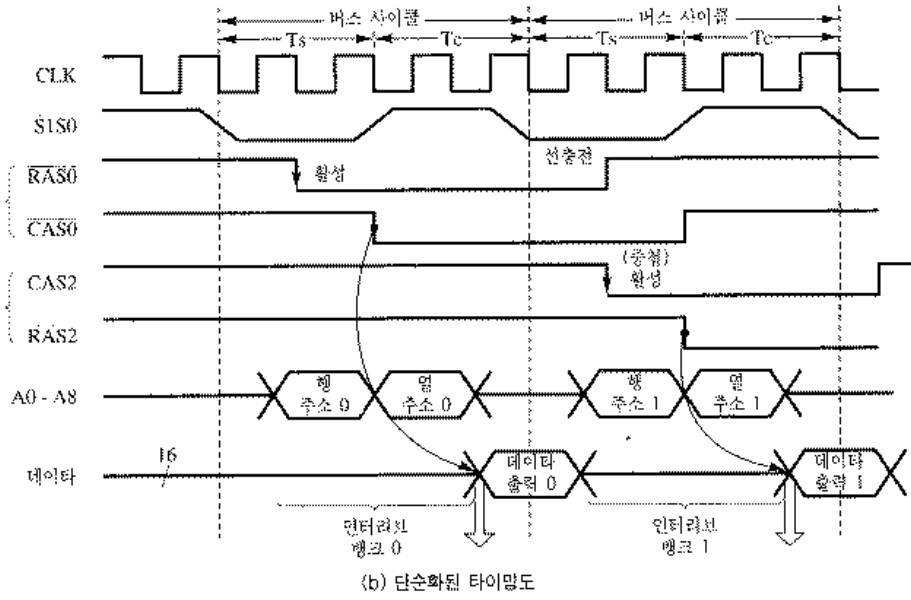 버스 사이클 버스 사이클
Ts Tc Ts Tc
CLK
S1S0
선충전
RAS0 활성
CAS0
(중첩)
CAS2 활성
RAS2
A0 - A8 행 주소 0 열 주소 0 행 주소 1 열 주소 1
16
데이타 데이타 출력 0 데이타 출력 1
인터리브 뱅크 0 인터리브 뱅크 1
(b) 단순화된 타이밍도